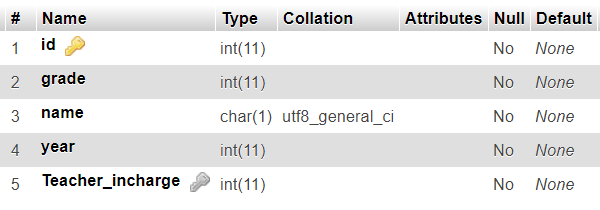 # Name Type Collation Attributes Null Default
1 id int(11) No None
2 grade int(11) No None
3 name char(1) utf8_general_ci No None
4 year int(11) No None
5 Teacher_incharge int(11) No None